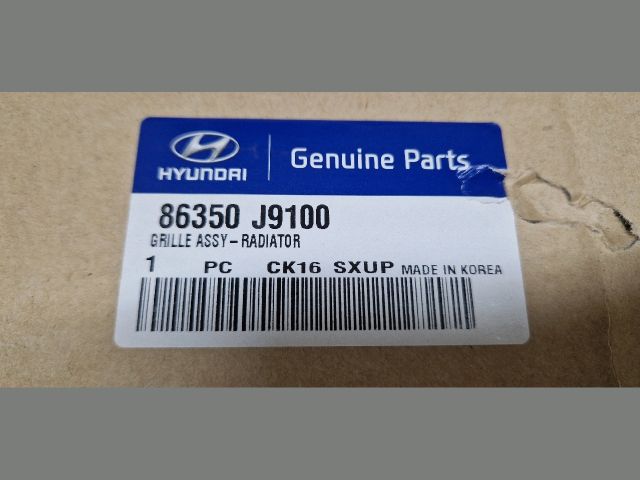 HYUNDAI
Genuine Parts
86350 J9100
GRILLE ASSY-RADIATOR
1 PC CK16 SXUP MADE IN KOREA